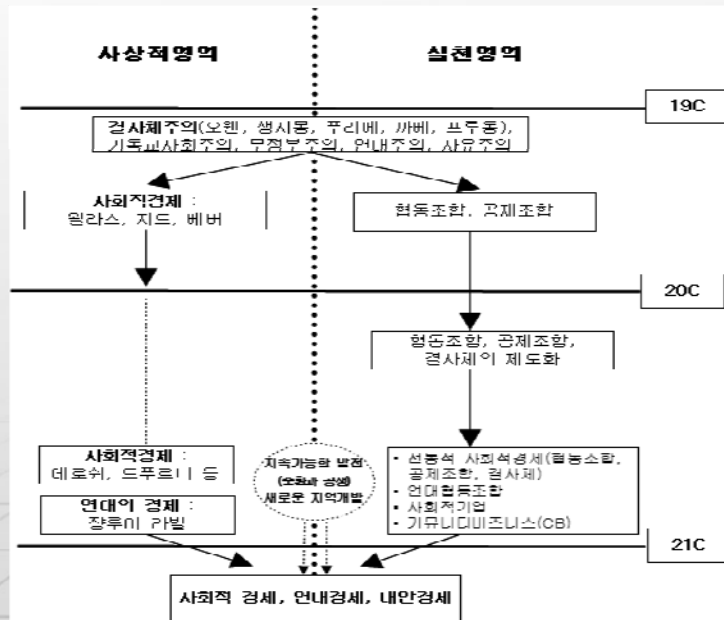 사상적영역
실천영역
19C
결사체주의(오웬, 생시몽, 푸리에, 까베, 프루동),
기독교사회주의, 무정부주의, 연대주의, 자유주의
사회적경제 :
왈라스, 지드, 베버
협동조합, 공제조합
20C
협동조합, 공제조합,
결사체의 제도화
사회적경제 :
데로쉬, 드푸르니 등
연대의 경제 :
쟝루이 라빌
지속가능한 발전
새로운 지역개발
• 전통적 사회적경제(협동조합,
공제조합, 결사체)
• 연대협동조합
• 사회적기업
• 커뮤니티비즈니스(CB)
21C
사회적 경제, 연대경제, 대안경제